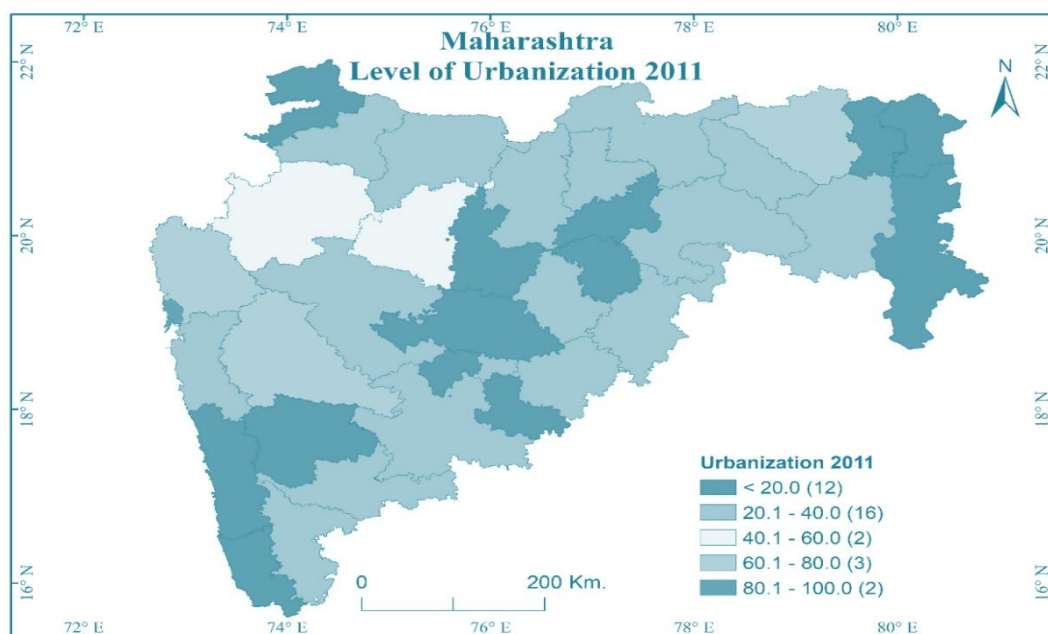 72° E 74° E 76° E 78° E 80° E
Maharashtra
Level of Urbanization 2011
22° N
22° N
N
20° N
20° N
18° N
18° N
Urbanization 2011
< 20.0 (12)
20.1 - 40.0 (16)
40.1 - 60.0 (2)
60.1 - 80.0 (3)
80.1 - 100.0 (2)
0 200 Km.
16° N
16° N
72° E 74° E 76° E 78° E 80° E